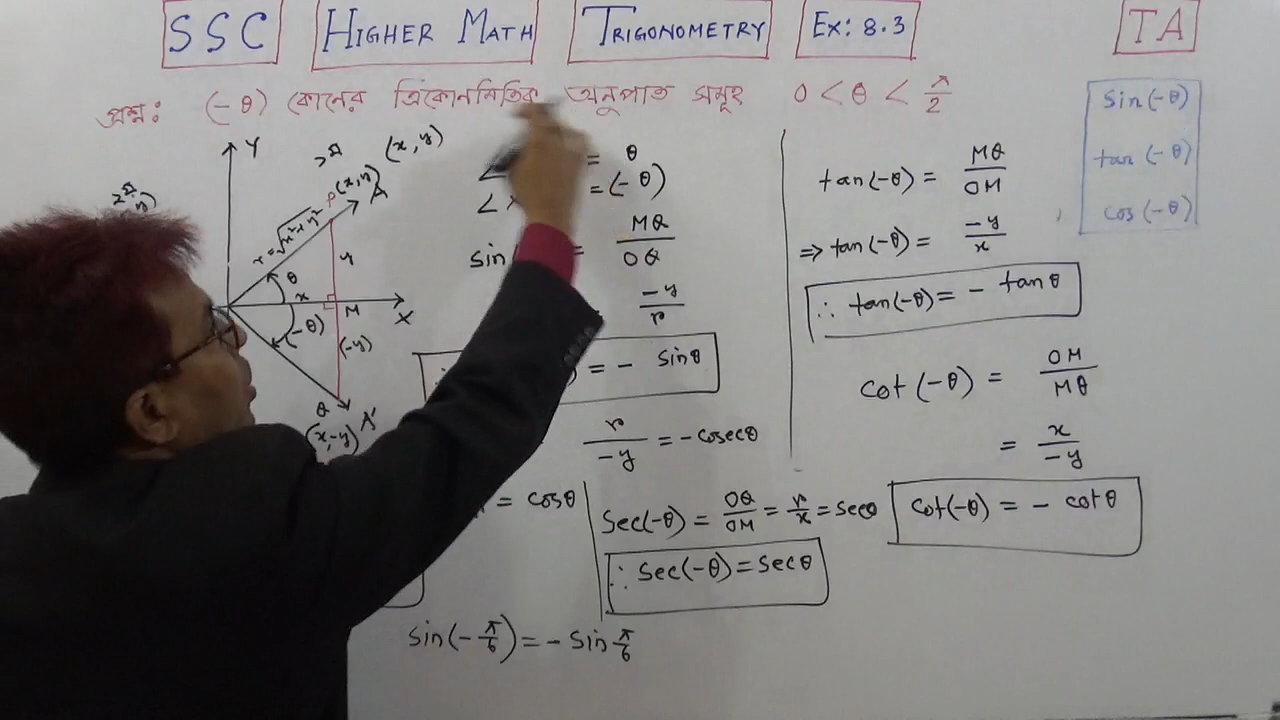 SSC HIGHER MATH TRIGONOMETRY EX: 8.3 TA
প্রশ্ন: (-θ) কোনের ত্রিকোনমিতিক অনুপাত সমূহ 0 < θ < π/2
sin(-θ)
tan(-θ)
cos(-θ)
Y
(x, y)
P(x, y)
A
r = √x²+y²
y
θ
x
M
X
(-θ)
(-y)
Q
A'
(x, -y)
= θ
= (-θ)
= MQ/OQ
-y/r
= - sinθ
r/-y = -cosecθ
= cosθ
sec(-θ) = OQ/OM = r/x = secθ
∴ sec(-θ) = secθ
sin(-π/6) = - sin π/6
tan(-θ) = MQ/OM
⇒ tan(-θ) = -y/x
∴ tan(-θ) = - tanθ
cot(-θ) = OM/MQ
= x/-y
cot(-θ) = - cotθ